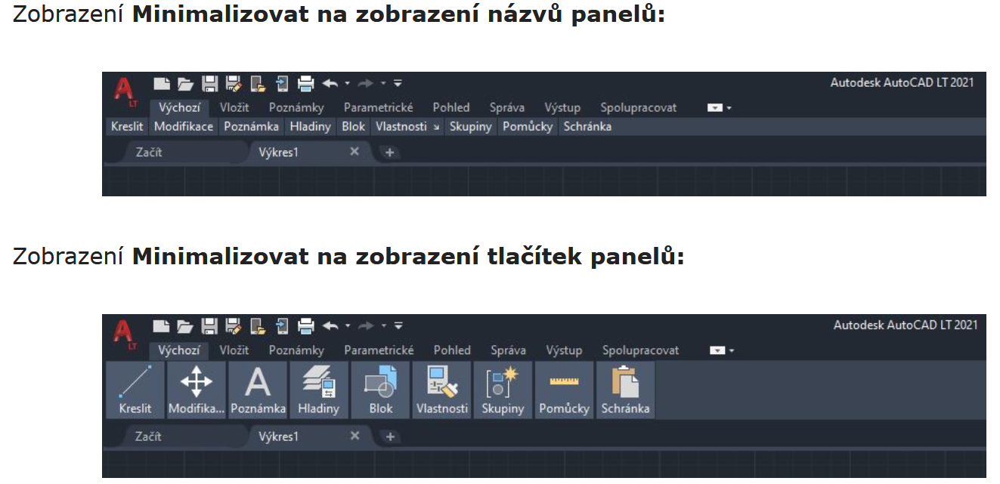 Zobrazení Minimalizovat na zobrazení názvů panelů:
Autodesk AutoCAD LT 2021
LT
Výchozí Vložit Poznámky Parametrické Pohled Správa Výstup Spolupracovat
Kreslit Modifikace Poznámka Hladiny Blok Vlastnosti Skupiny Pomůcky Schránka
Začít Výkres1
Zobrazení Minimalizovat na zobrazení tlačítek panelů:
Autodesk AutoCAD LT 2021
LT
Výchozí Vložit Poznámky Parametrické Pohled Správa Výstup Spolupracovat
Kreslit Modifika... Poznámka Hladiny Blok Vlastnosti Skupiny Pomůcky Schránka
Začít Výkres1